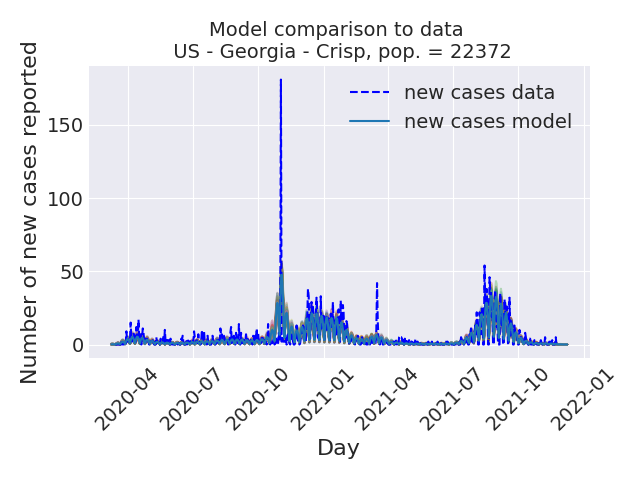 Model comparison to data
US - Georgia - Crisp, pop. = 22372
Number of new cases reported
new cases data
new cases model
150
100
50
0
2020-04
2020-07
2020-10
2021-01
2021-04
2021-07
2021-10
2022-01
Day